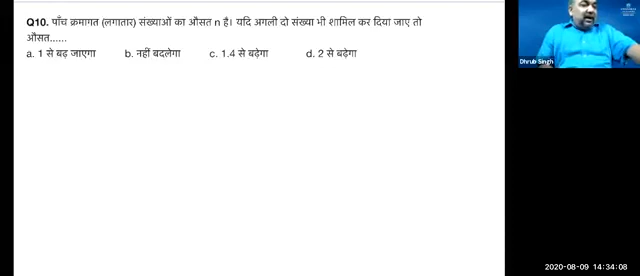 Q10. पाँच क्रमागत (लगातार) संख्याओं का औसत n है। यदि अगली दो संख्या भी शामिल कर दिया जाए तो
औसत......
a. 1 से बढ़ जाएगा b. नहीं बदलेगा c. 1.4 से बढ़ेगा d. 2 से बढ़ेगा
Dhrub Singh
2020-08-09 14:34:08